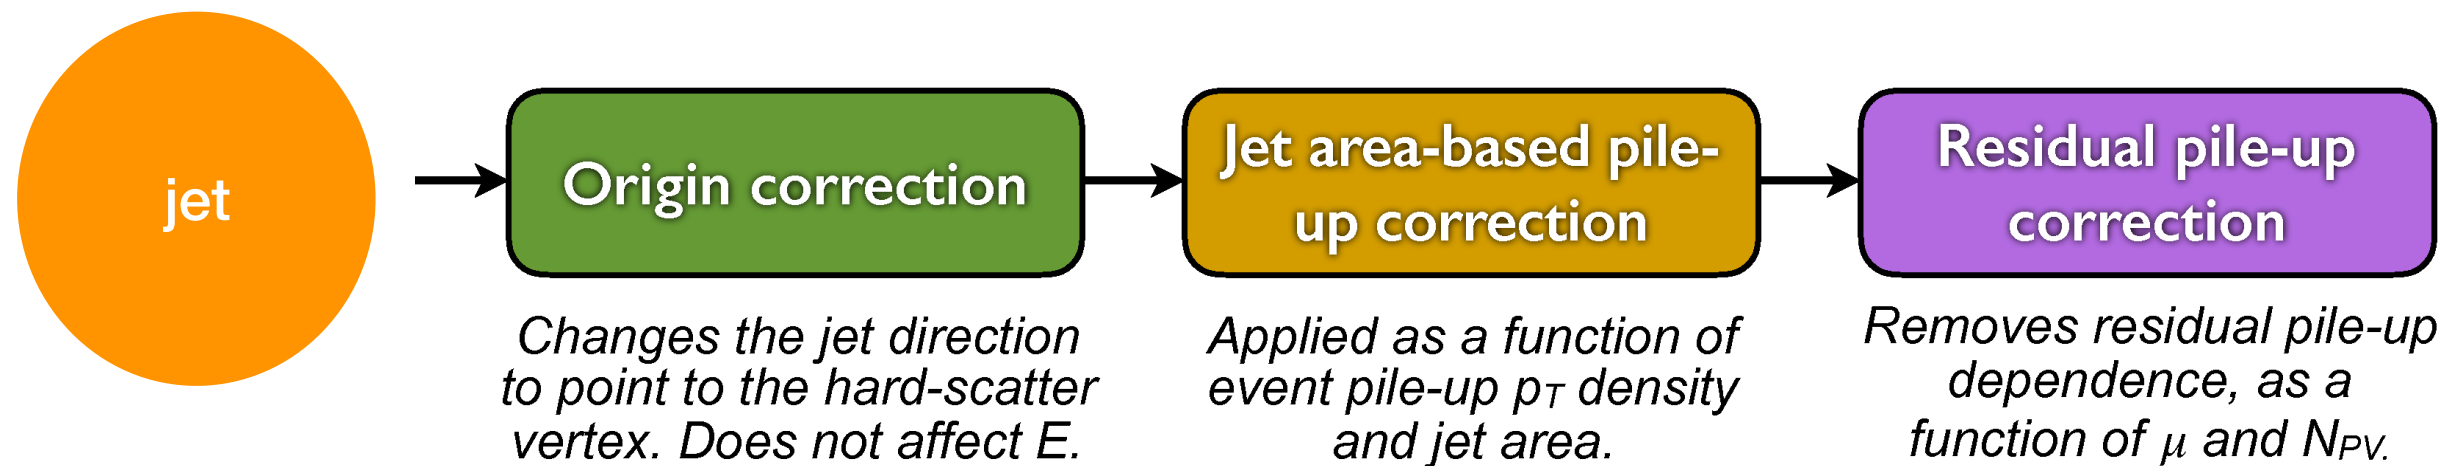 jet
Origin correction
Changes the jet direction
to point to the hard-scatter
vertex. Does not affect E.
Jet area-based pile-
up correction
Applied as a function of
event pile-up pT density
and jet area.
Residual pile-up
correction
Removes residual pile-up
dependence, as a
function of μ and NPV.